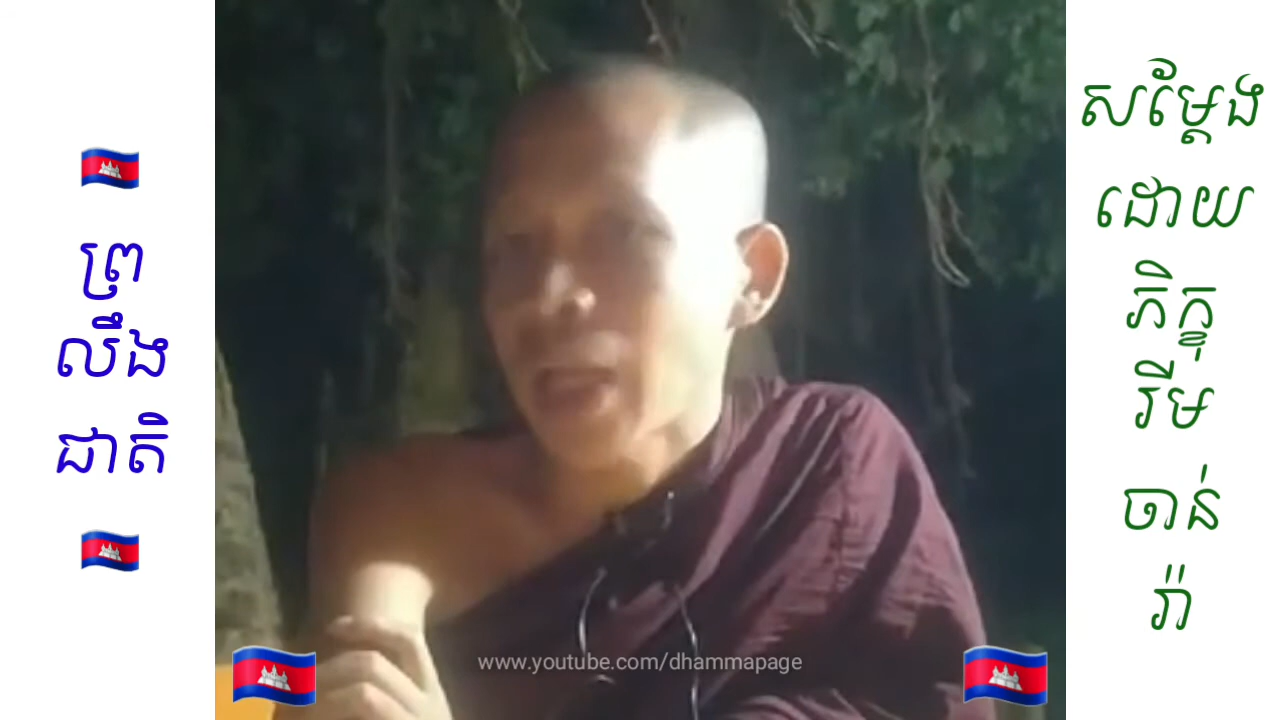 ព្រ
លឹង
ជាតិ
សម្ដែង
ដោយ
ភិក្ខុ
រីម
ចាន់
រ៉ា
www.youtube.com/dhammapage